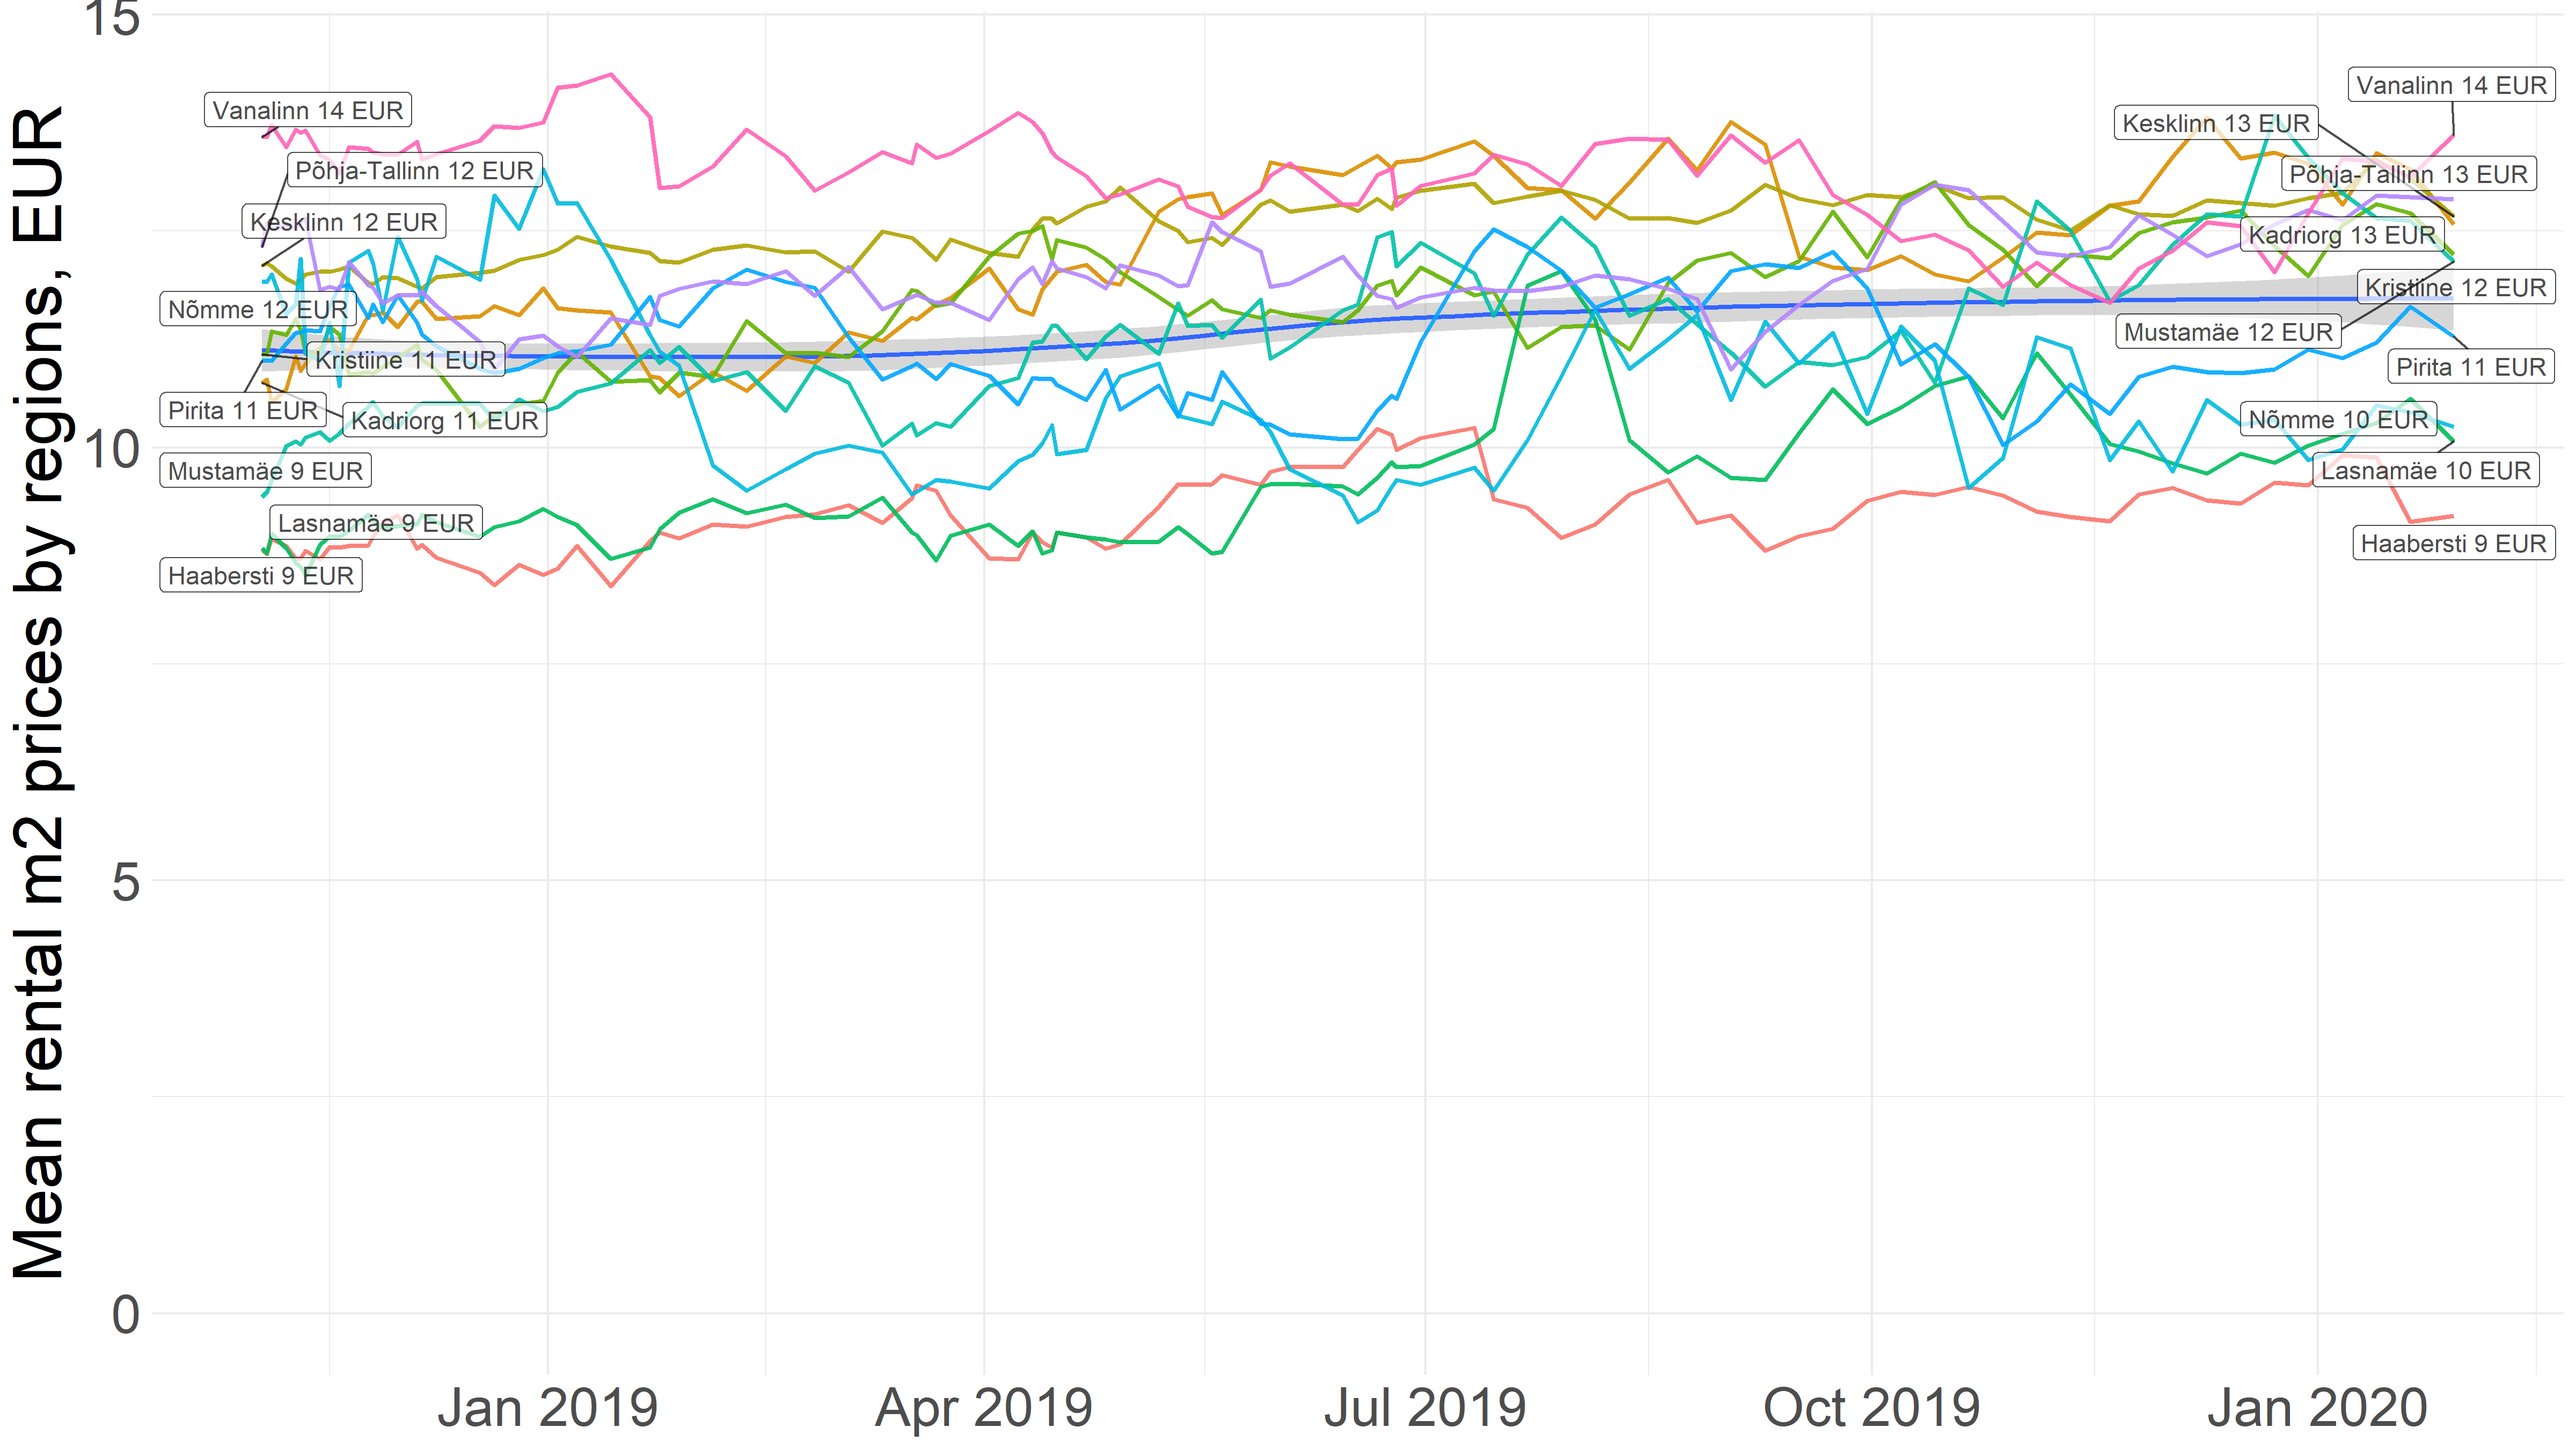 Mean rental m2 prices by regions, EUR
15
10
5
0
Vanalinn 14 EUR
Põhja-Tallinn 12 EUR
Kesklinn 12 EUR
Nõmme 12 EUR
Kristiine 11 EUR
Pirita 11 EUR
Kadriorg 11 EUR
Mustamäe 9 EUR
Lasnamäe 9 EUR
Haabersti 9 EUR
Vanalinn 14 EUR
Kesklinn 13 EUR
Põhja-Tallinn 13 EUR
Kadriorg 13 EUR
Kristiine 12 EUR
Mustamäe 12 EUR
Pirita 11 EUR
Nõmme 10 EUR
Lasnamäe 10 EUR
Haabersti 9 EUR
Jan 2019
Apr 2019
Jul 2019
Oct 2019
Jan 2020